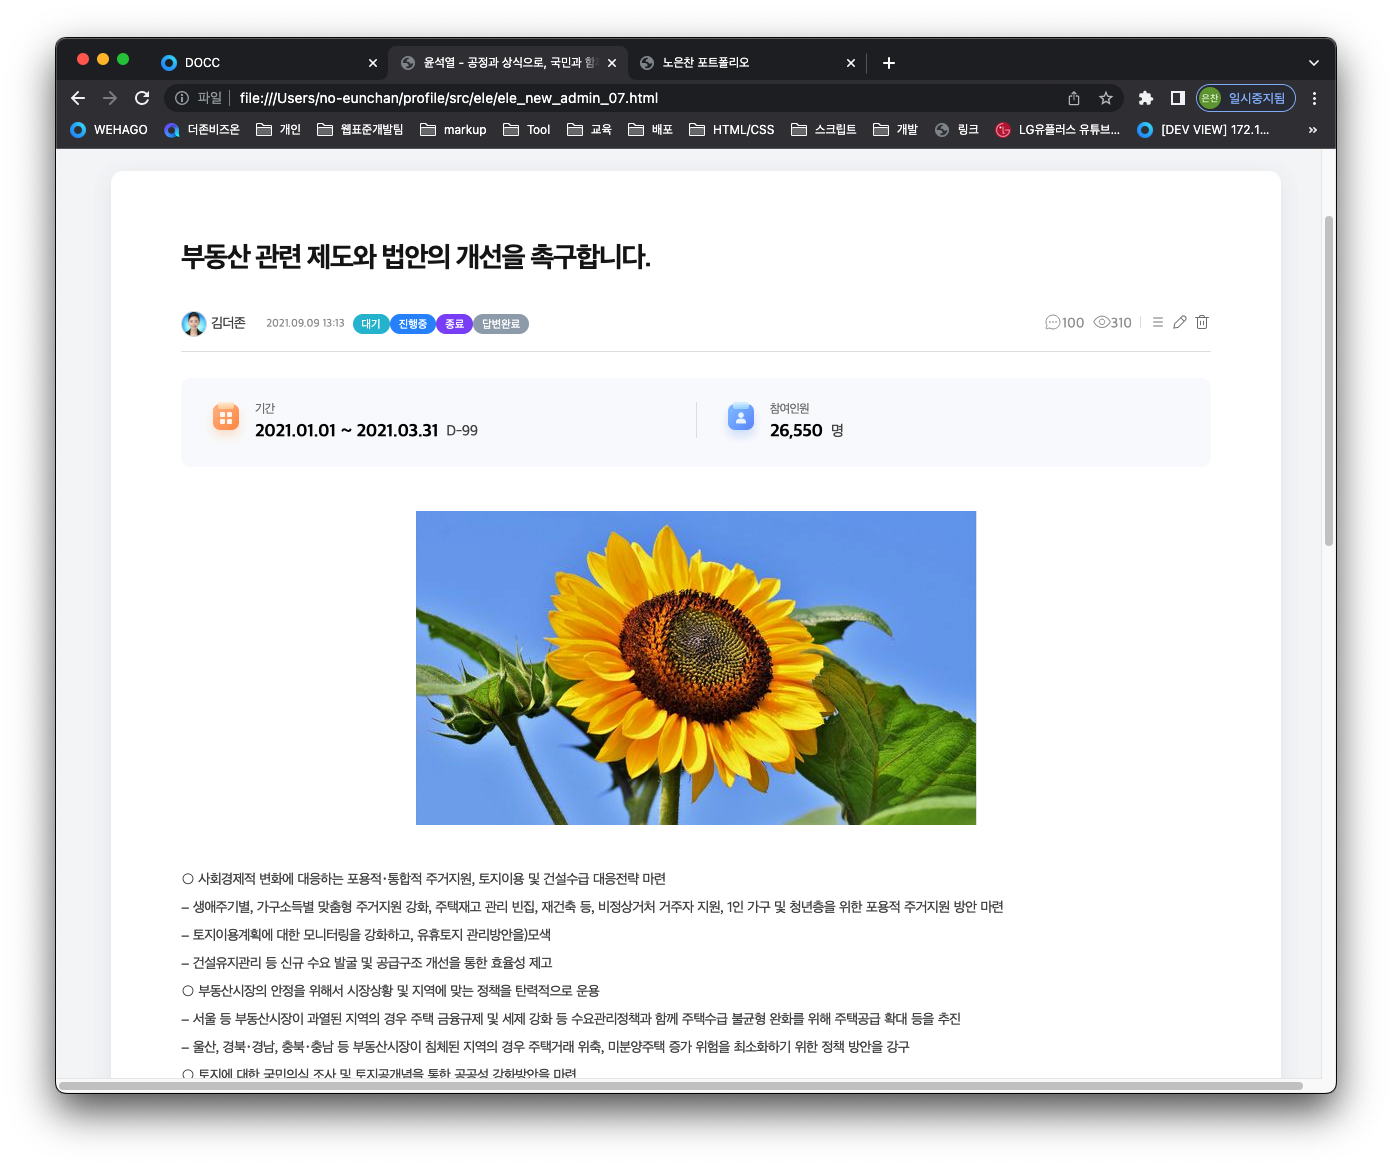 DOCC
윤석열 - 공정과 상식으로, 국민과 함
노은찬 포트폴리오
파일
file:///Users/no-eunchan/profile/src/ele/ele_new_admin_07.html
은찬
일시중지됨
WEHAGO
더존비즈온
개인
웹표준개발팀
markup
Tool
교육
배포
HTML/CSS
스크립트
개발
링크
LG유플러스 유튜브...
[DEV VIEW] 172.1...
부동산 관련 제도와 법안의 개선을 촉구합니다.
김더존 2021.09.09 13:13 대기 진행중 종료 답변완료 100 310
기간
2021.01.01 ~ 2021.03.31 D-99
참여인원
26,550 명
○ 사회경제적 변화에 대응하는 포용적·통합적 주거지원, 토지이용 및 건설수급 대응전략 마련
– 생애주기별, 가구소득별 맞춤형 주거지원 강화, 주택재고 관리 빈집, 재건축 등, 비정상거처 거주자 지원, 1인 가구 및 청년층을 위한 포용적 주거지원 방안 마련
– 토지이용계획에 대한 모니터링을 강화하고, 유휴토지 관리방안을)모색
– 건설유지관리 등 신규 수요 발굴 및 공급구조 개선을 통한 효율성 제고
○ 부동산시장의 안정을 위해서 시장상황 및 지역에 맞는 정책을 탄력적으로 운용
– 서울 등 부동산시장이 과열된 지역의 경우 주택 금융규제 및 세제 강화 등 수요관리정책과 함께 주택수급 불균형 완화를 위해 주택공급 확대 등을 추진
– 울산, 경북·경남, 충북·충남 등 부동산시장이 침체된 지역의 경우 주택거래 위축, 미분양주택 증가 위험을 최소화하기 위한 정책 방안을 강구
○ 토지에 대한 국민의식 조사 및 토지공개념을 통한 공공성 강화방안을 마련